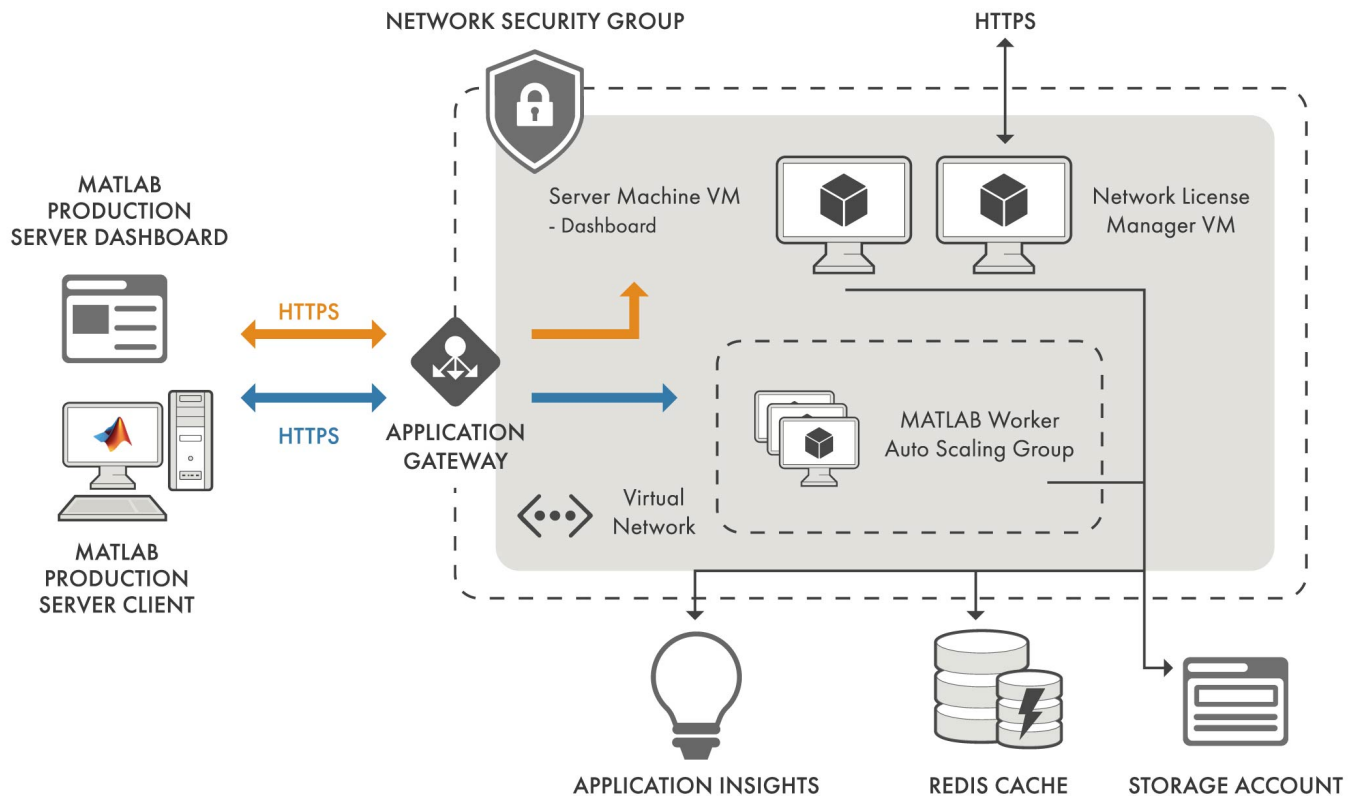 NETWORK SECURITY GROUP
HTTPS
MATLAB
PRODUCTION
SERVER DASHBOARD
Server Machine VM
- Dashboard
Network License
Manager VM
HTTPS
HTTPS
APPLICATION
GATEWAY
MATLAB Worker
Auto Scaling Group
Virtual
Network
MATLAB
PRODUCTION
SERVER CLIENT
APPLICATION INSIGHTS
REDIS CACHE
STORAGE ACCOUNT